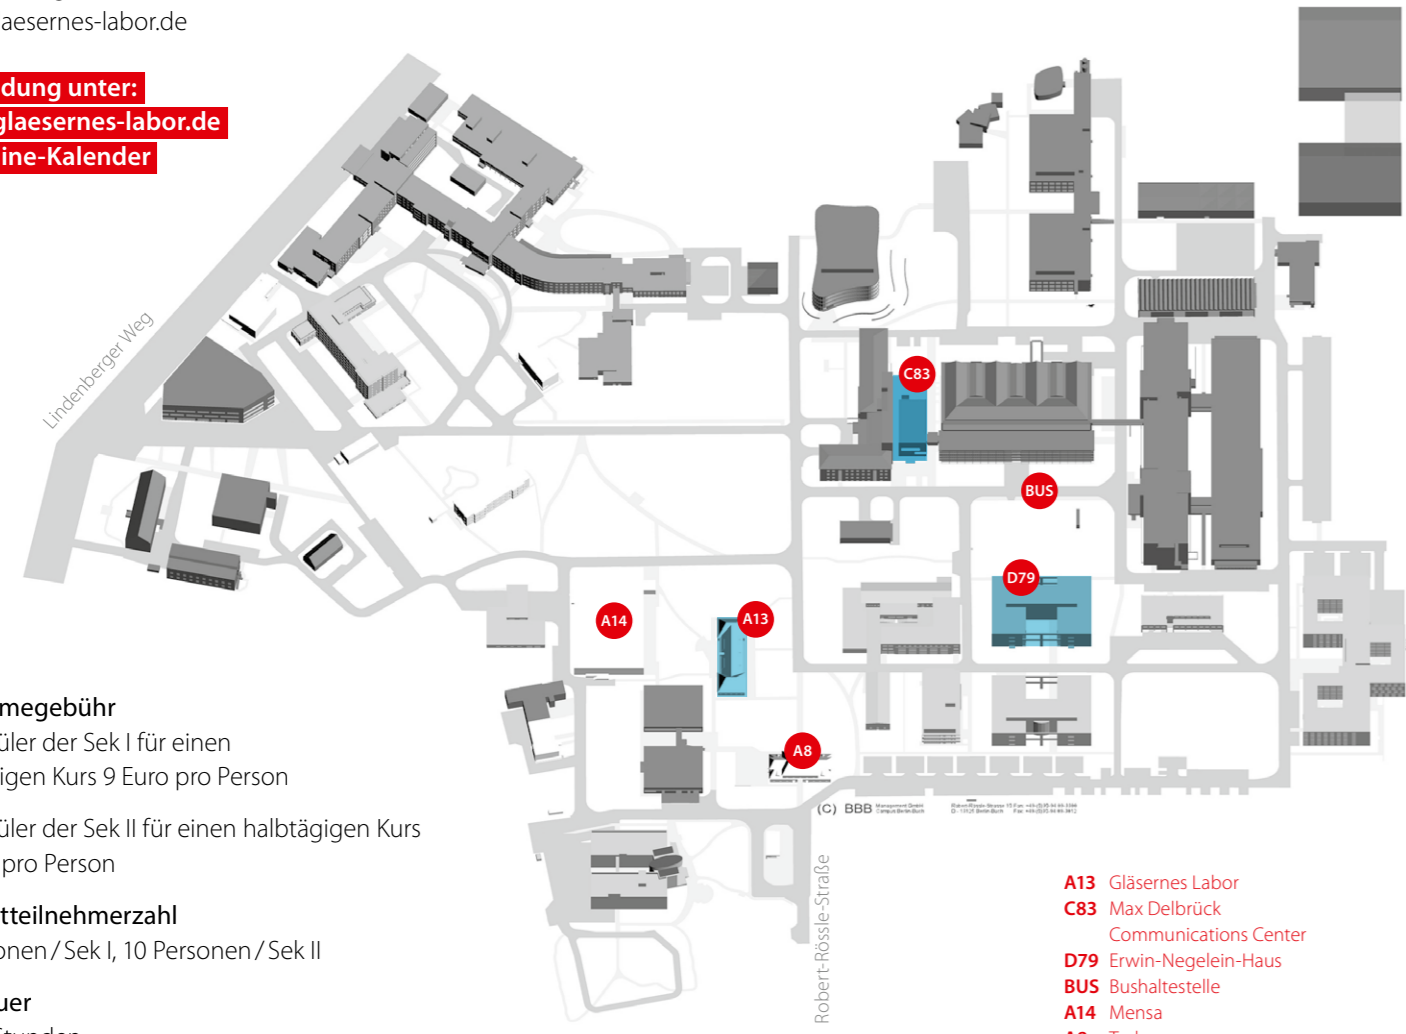 aesernes-labor.de
dung unter:
glaesernes-labor.de
ine-Kalender
Lindenberger Weg
C83
BUS
D79
A14
A13
A8
(C) BBB
Robert-Rössle-Straße
megebühr
üler der Sek I für einen
igen Kurs 9 Euro pro Person
üler der Sek II für einen halbtägigen Kurs
pro Person
tteilnehmerzahl
onen / Sek I, 10 Personen / Sek II
uer
A13 Gläsernes Labor
C83 Max Delbrück
Communications Center
D79 Erwin-Negelein-Haus
BUS Bushaltestelle
A14 Mensa